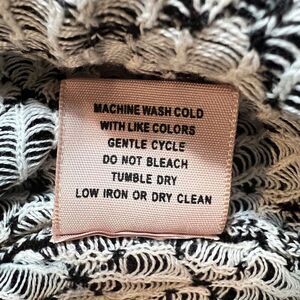 MACHINE WASH COLD
WITH LIKE COLORS
GENTLE CYCLE
DO NOT BLEACH
TUMBLE DRY
LOW IRON OR DRY CLEAN